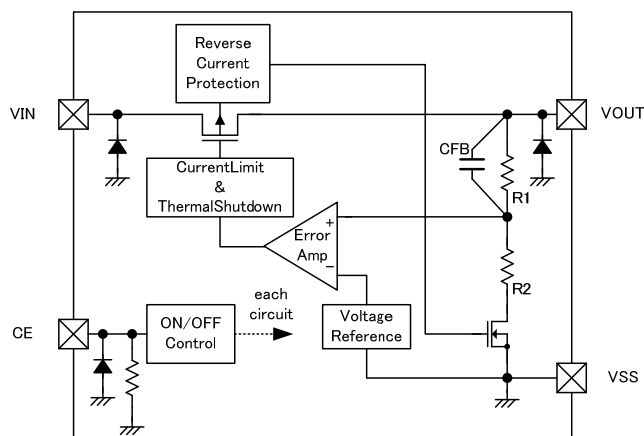 Reverse
Current
Protection
VIN
VOUT
CFB
R1
CurrentLimit
&
ThermalShutdown
+
Error
Amp
−
R2
each
circuit
Voltage
Reference
CE
ON/OFF
Control
VSS